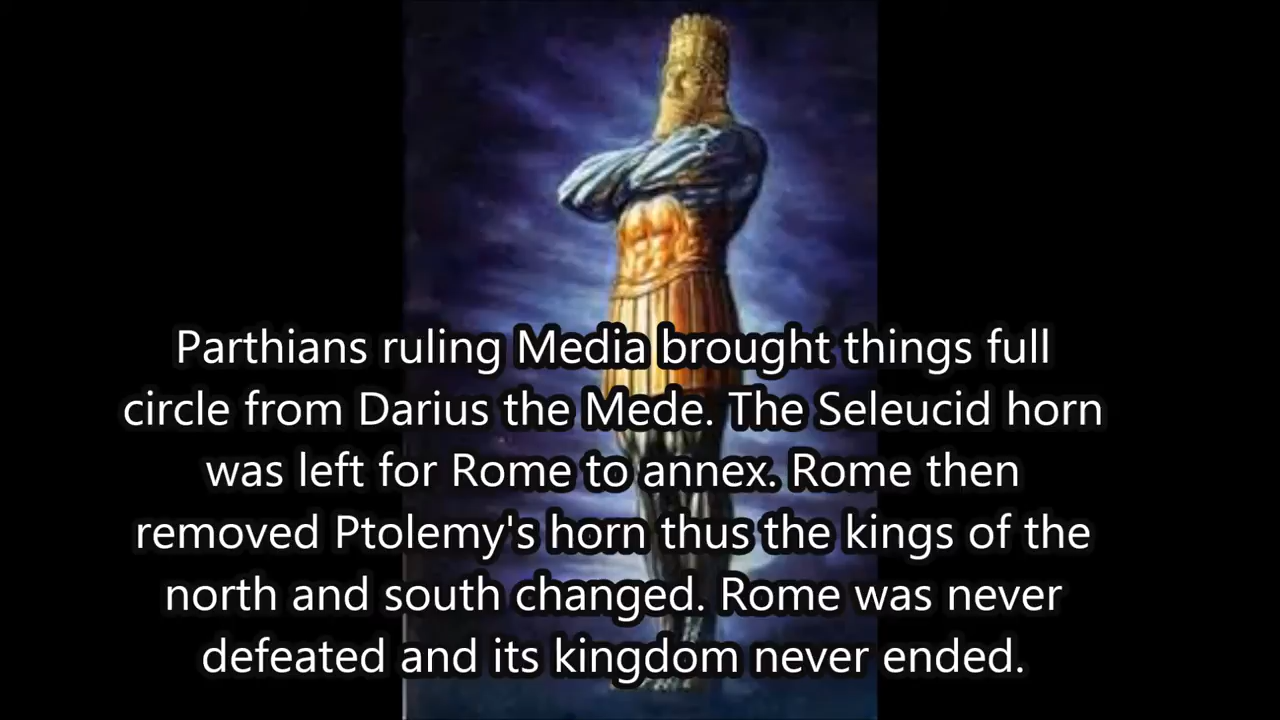 Parthians ruling Media brought things full
circle from Darius the Mede. The Seleucid horn
was left for Rome to annex. Rome then
removed Ptolemy's horn thus the kings of the
north and south changed. Rome was never
defeated and its kingdom never ended.